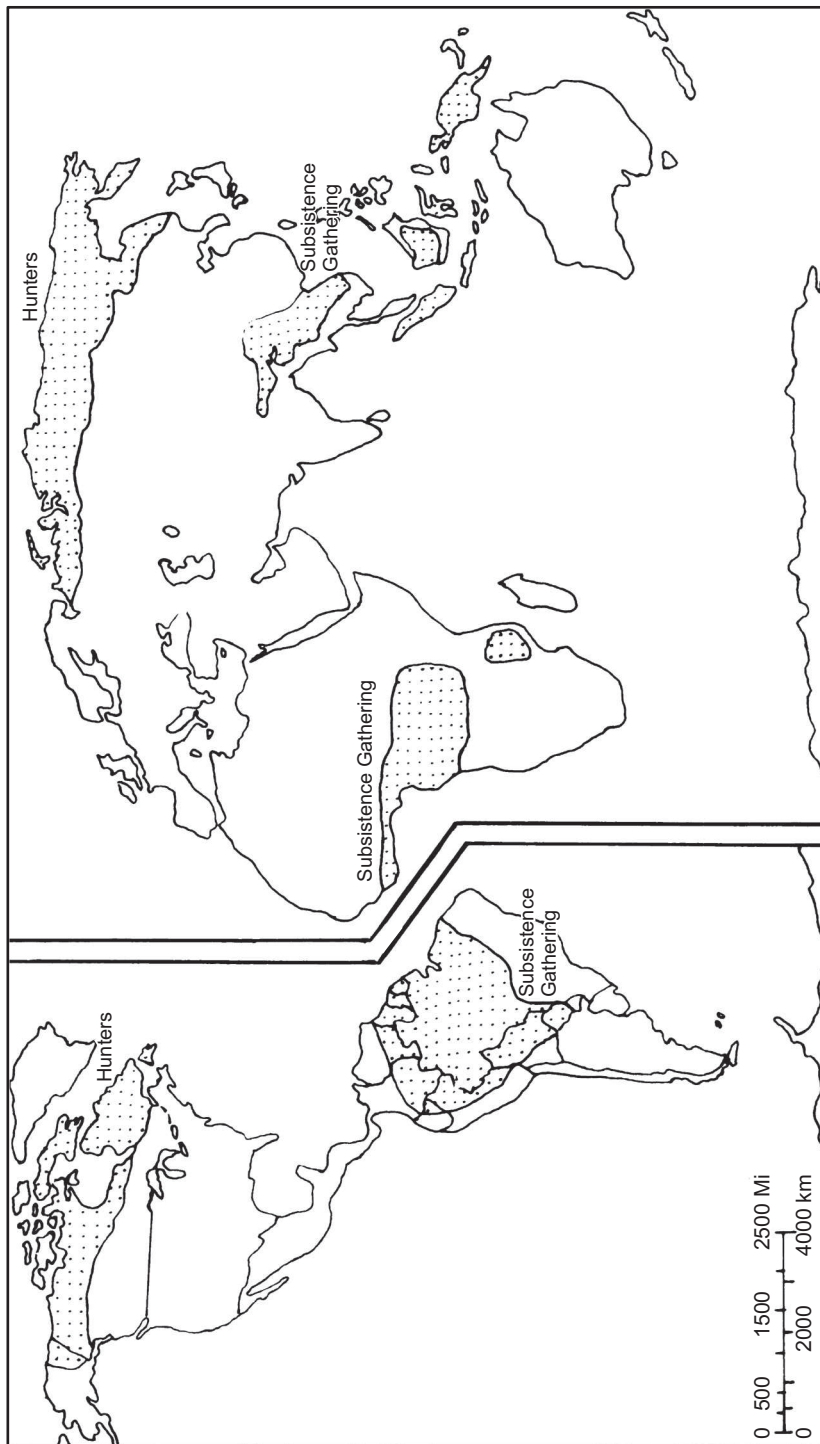 Hunters
Hunters
Subsistence
Gathering
Subsistence Gathering
Subsistence
Gathering
0 500 1500 2500 Mi
0 2000 4000 km